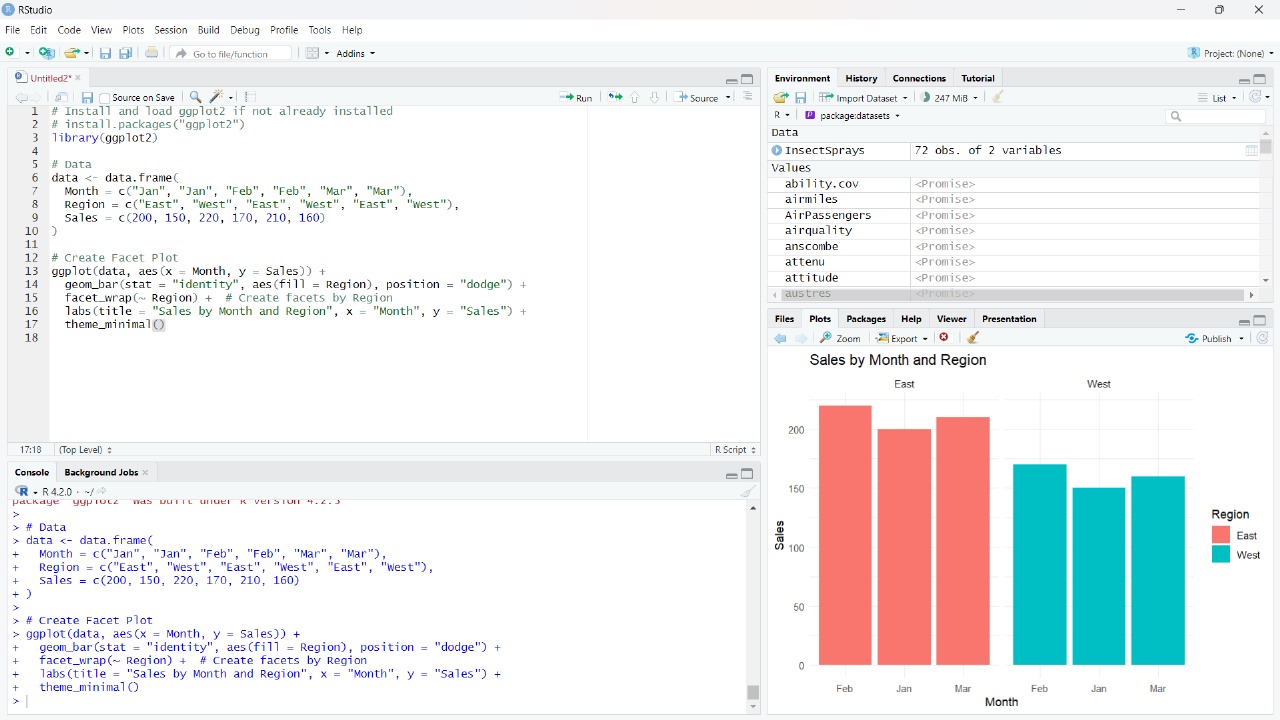 RStudio
File Edit Code View Plots Session Build Debug Profile Tools Help
Go to file/function Addins Project: (None)
Untitled2*
Source on Save Run Source
1 # Install and load ggplot2 if not already installed
2 # install.packages("ggplot2")
3 library(ggplot2)
4
5 # Data
6 data <- data.frame(
7 Month = c("Jan", "Jan", "Feb", "Feb", "Mar", "Mar"),
8 Region = c("East", "West", "East", "West", "East", "West"),
9 Sales = c(200, 150, 220, 170, 210, 160)
10 )
11
12 # Create Facet Plot
13 ggplot(data, aes(x = Month, y = Sales)) +
14 geom_bar(stat = "identity", aes(fill = Region), position = "dodge") +
15 facet_wrap(~ Region) + # Create facets by Region
16 labs(title = "Sales by Month and Region", x = "Month", y = "Sales") +
17 theme_minimal()
18
17:18 (Top Level) R Script
Console Background Jobs
R 4.2.0 · ~/
package 'ggplot2' was built under R version 4.2.3
>
> # Data
> data <- data.frame(
+ Month = c("Jan", "Jan", "Feb", "Feb", "Mar", "Mar"),
+ Region = c("East", "West", "East", "West", "East", "West"),
+ Sales = c(200, 150, 220, 170, 210, 160)
+ )
>
> # Create Facet Plot
> ggplot(data, aes(x = Month, y = Sales)) +
+ geom_bar(stat = "identity", aes(fill = Region), position = "dodge") +
+ facet_wrap(~ Region) + # Create facets by Region
+ labs(title = "Sales by Month and Region", x = "Month", y = "Sales") +
+ theme_minimal()
>
Environment History Connections Tutorial
Import Dataset 247 MiB List
R package:datasets
Data
InsectSprays 72 obs. of 2 variables
Values
ability.cov <Promise>
airmiles <Promise>
AirPassengers <Promise>
airquality <Promise>
anscombe <Promise>
attenu <Promise>
attitude <Promise>
austres <Promise>
Files Plots Packages Help Viewer Presentation
Zoom Export Publish
Sales by Month and Region
East West
200
150
100
50
0
Sales
Feb Jan Mar Feb Jan Mar
Month
Region
East
West